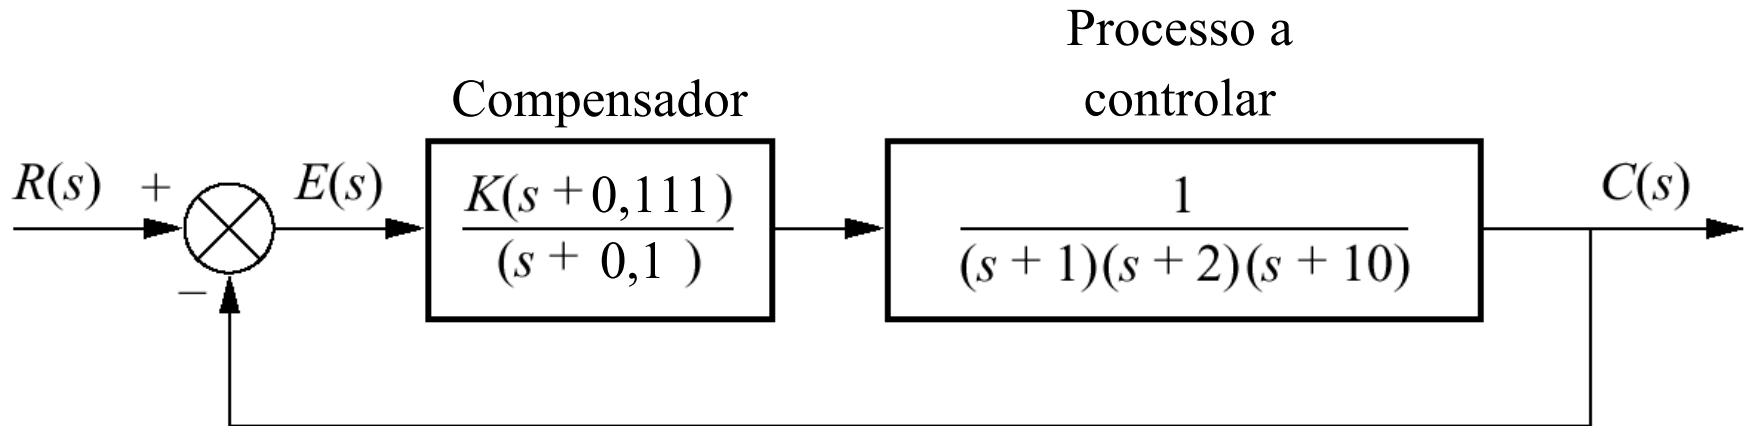 Processo a
controlar
Compensador
R(s) + E(s) K(s + 0,111) 1 C(s)
(s + 0,1 ) (s + 1)(s + 2)(s + 10)
−